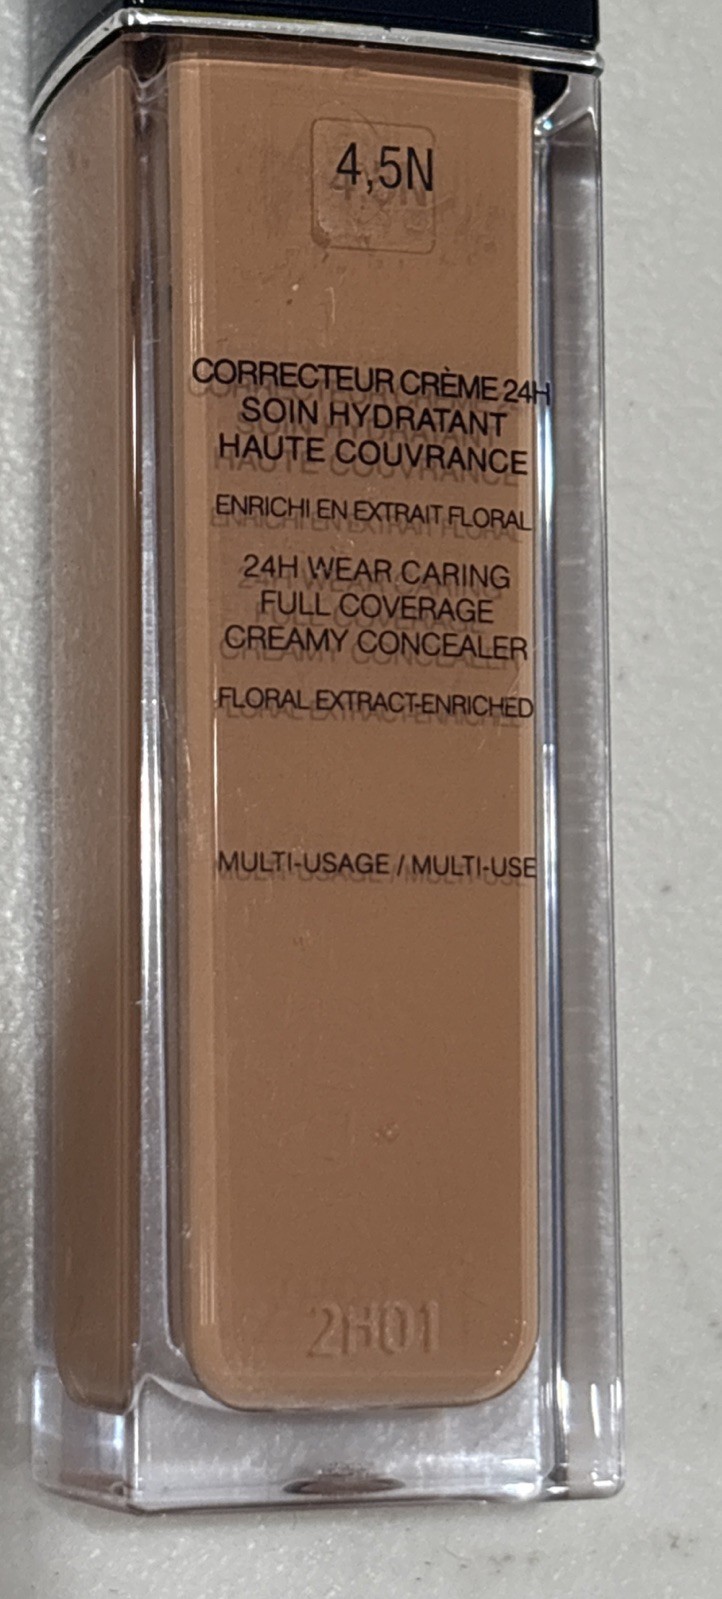 4,5N
CORRECTEUR CRÈME 24H
SOIN HYDRATANT
HAUTE COUVRANCE
ENRICHI EN EXTRAIT FLORAL
24H WEAR CARING
FULL COVERAGE
CREAMY CONCEALER
FLORAL EXTRACT-ENRICHED
MULTI-USAGE / MULTI-USE
2H01